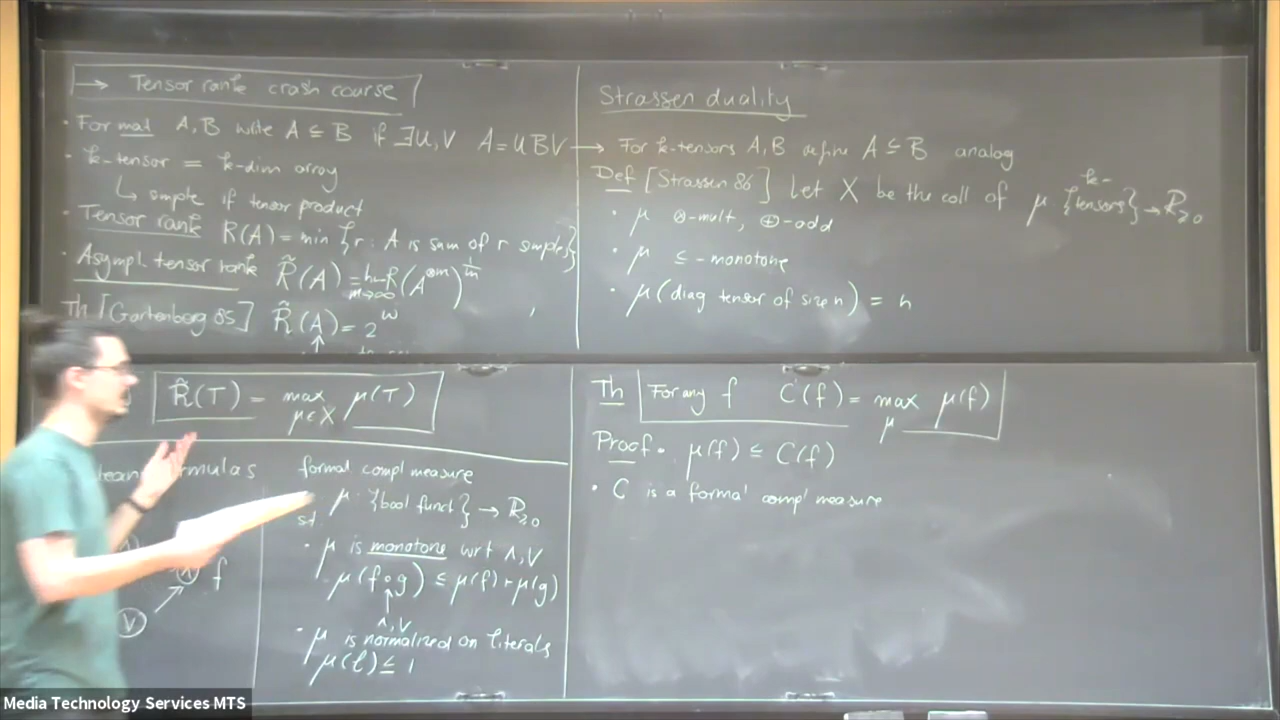 → Tensor rank crash course
· For mat A, B write A ≤ B if ∃U,V A = UBV
· k-tensor = k-dim array
↳ simple if tensor product
· Tensor rank R(A) = min {r : A is sum of r simples}
· Asympl. tensor rank R̃(A) = lim m→∞ R(A^{⊗m})^{1/m}
Th [Gartenberg 85] R̃(A) = 2^ω
↑
Strassen duality
→ For k-tensors A, B define A ≤ B analog
Def [Strassen 86] Let X be the coll of μ: {k-tensors} → R≥0
· μ ⊗-mult, ⊕-add
· μ ≤-monotone
· μ(diag tensor of size n) = n
R̃(T) = max μ∈X μ(T)
formal compl measure
μ: {bool funct} → R≥0
st.
· μ is monotone wrt ∧, ∨
μ(f∘g) ≤ μ(f) + μ(g)
↑
∧, ∨
· μ is normalized on literals
μ(ℓ) ≤ 1
∧ f
∨
Th For any f C(f) = max μ μ(f)
Proof · μ(f) ≤ C(f)
· C is a formal compl measure
Media Technology Services MTS